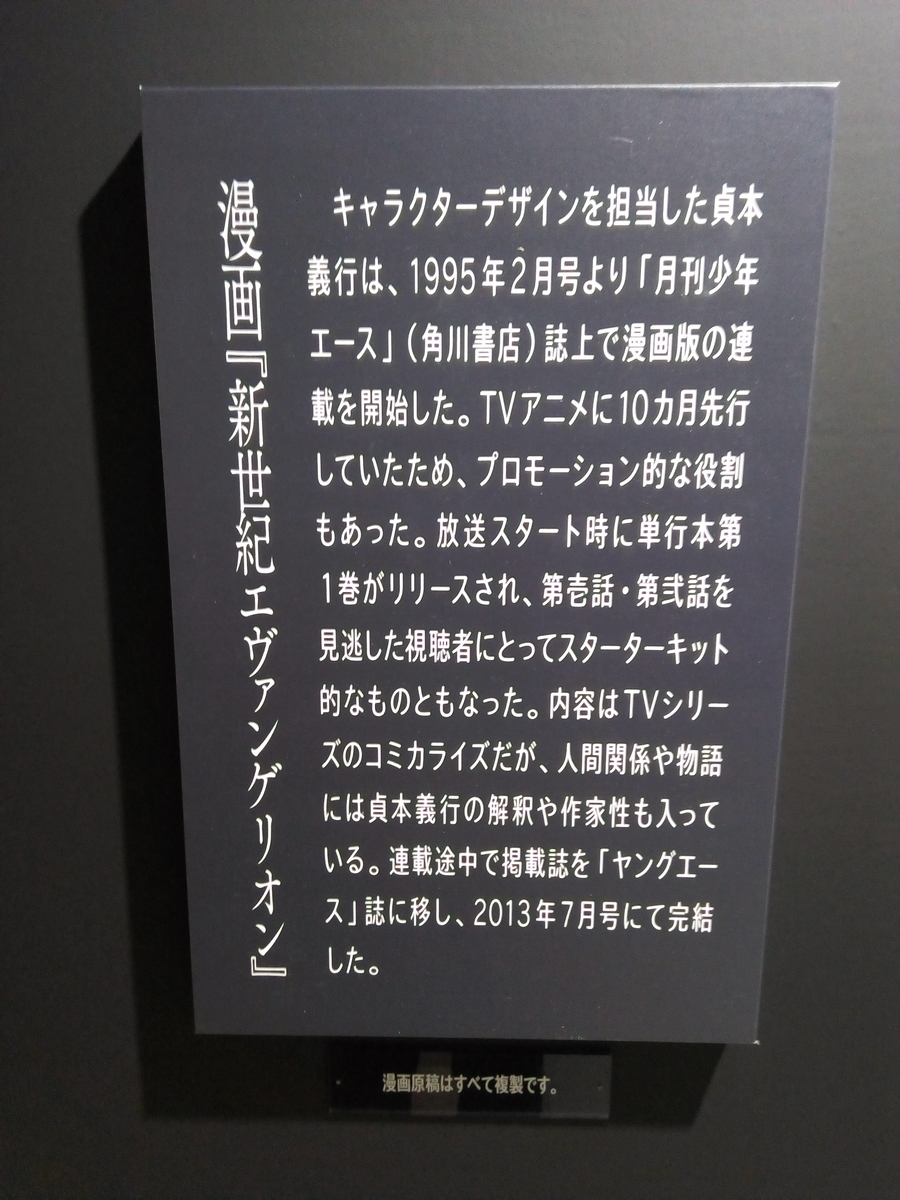 漫画『新世紀エヴァンゲリオン』
キャラクターデザインを担当した貞本
義行は、1995年2月号より「月刊少年
エース」（角川書店）誌上で漫画版の連
載を開始した。TVアニメに10カ月先行
していたため、プロモーション的な役割
もあった。放送スタート時に単行本第
1巻がリリースされ、第壱話・第弐話を
見逃した視聴者にとってスターターキット
的なものともなった。内容はTVシリー
ズのコミカライズだが、人間関係や物語
には貞本義行の解釈や作家性も入って
いる。連載途中で掲載誌を「ヤングエー
ス」誌に移し、2013年7月号にて完結
した。
漫画原稿はすべて複製です。